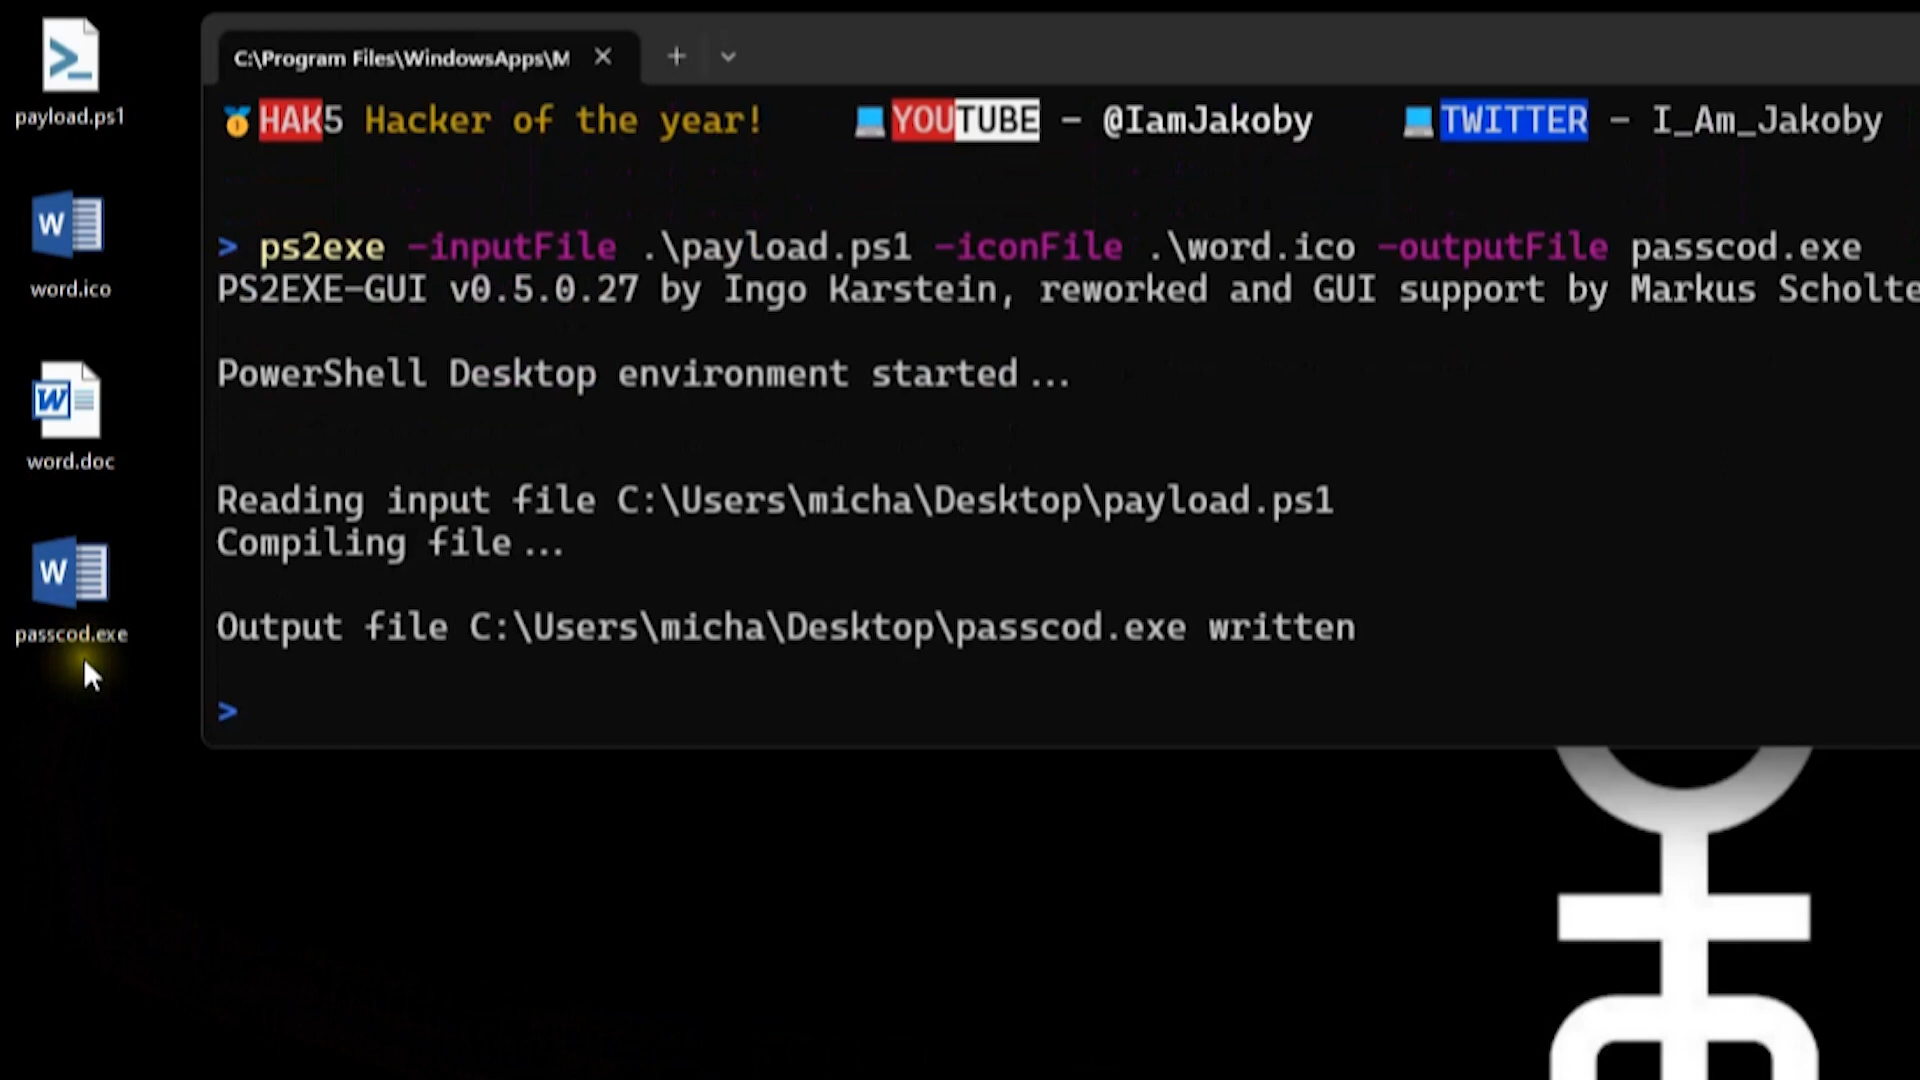 payload.ps1
word.ico
word.doc
passcod.exe
C:\Program Files\WindowsApps\M
HAK5 Hacker of the year! YOUTUBE - @IamJakoby TWITTER - I_Am_Jakoby
> ps2exe -inputFile .\payload.ps1 -iconFile .\word.ico -outputFile passcod.exe
PS2EXE-GUI v0.5.0.27 by Ingo Karstein, reworked and GUI support by Markus Scholte
PowerShell Desktop environment started...
Reading input file C:\Users\micha\Desktop\payload.ps1
Compiling file...
Output file C:\Users\micha\Desktop\passcod.exe written
>